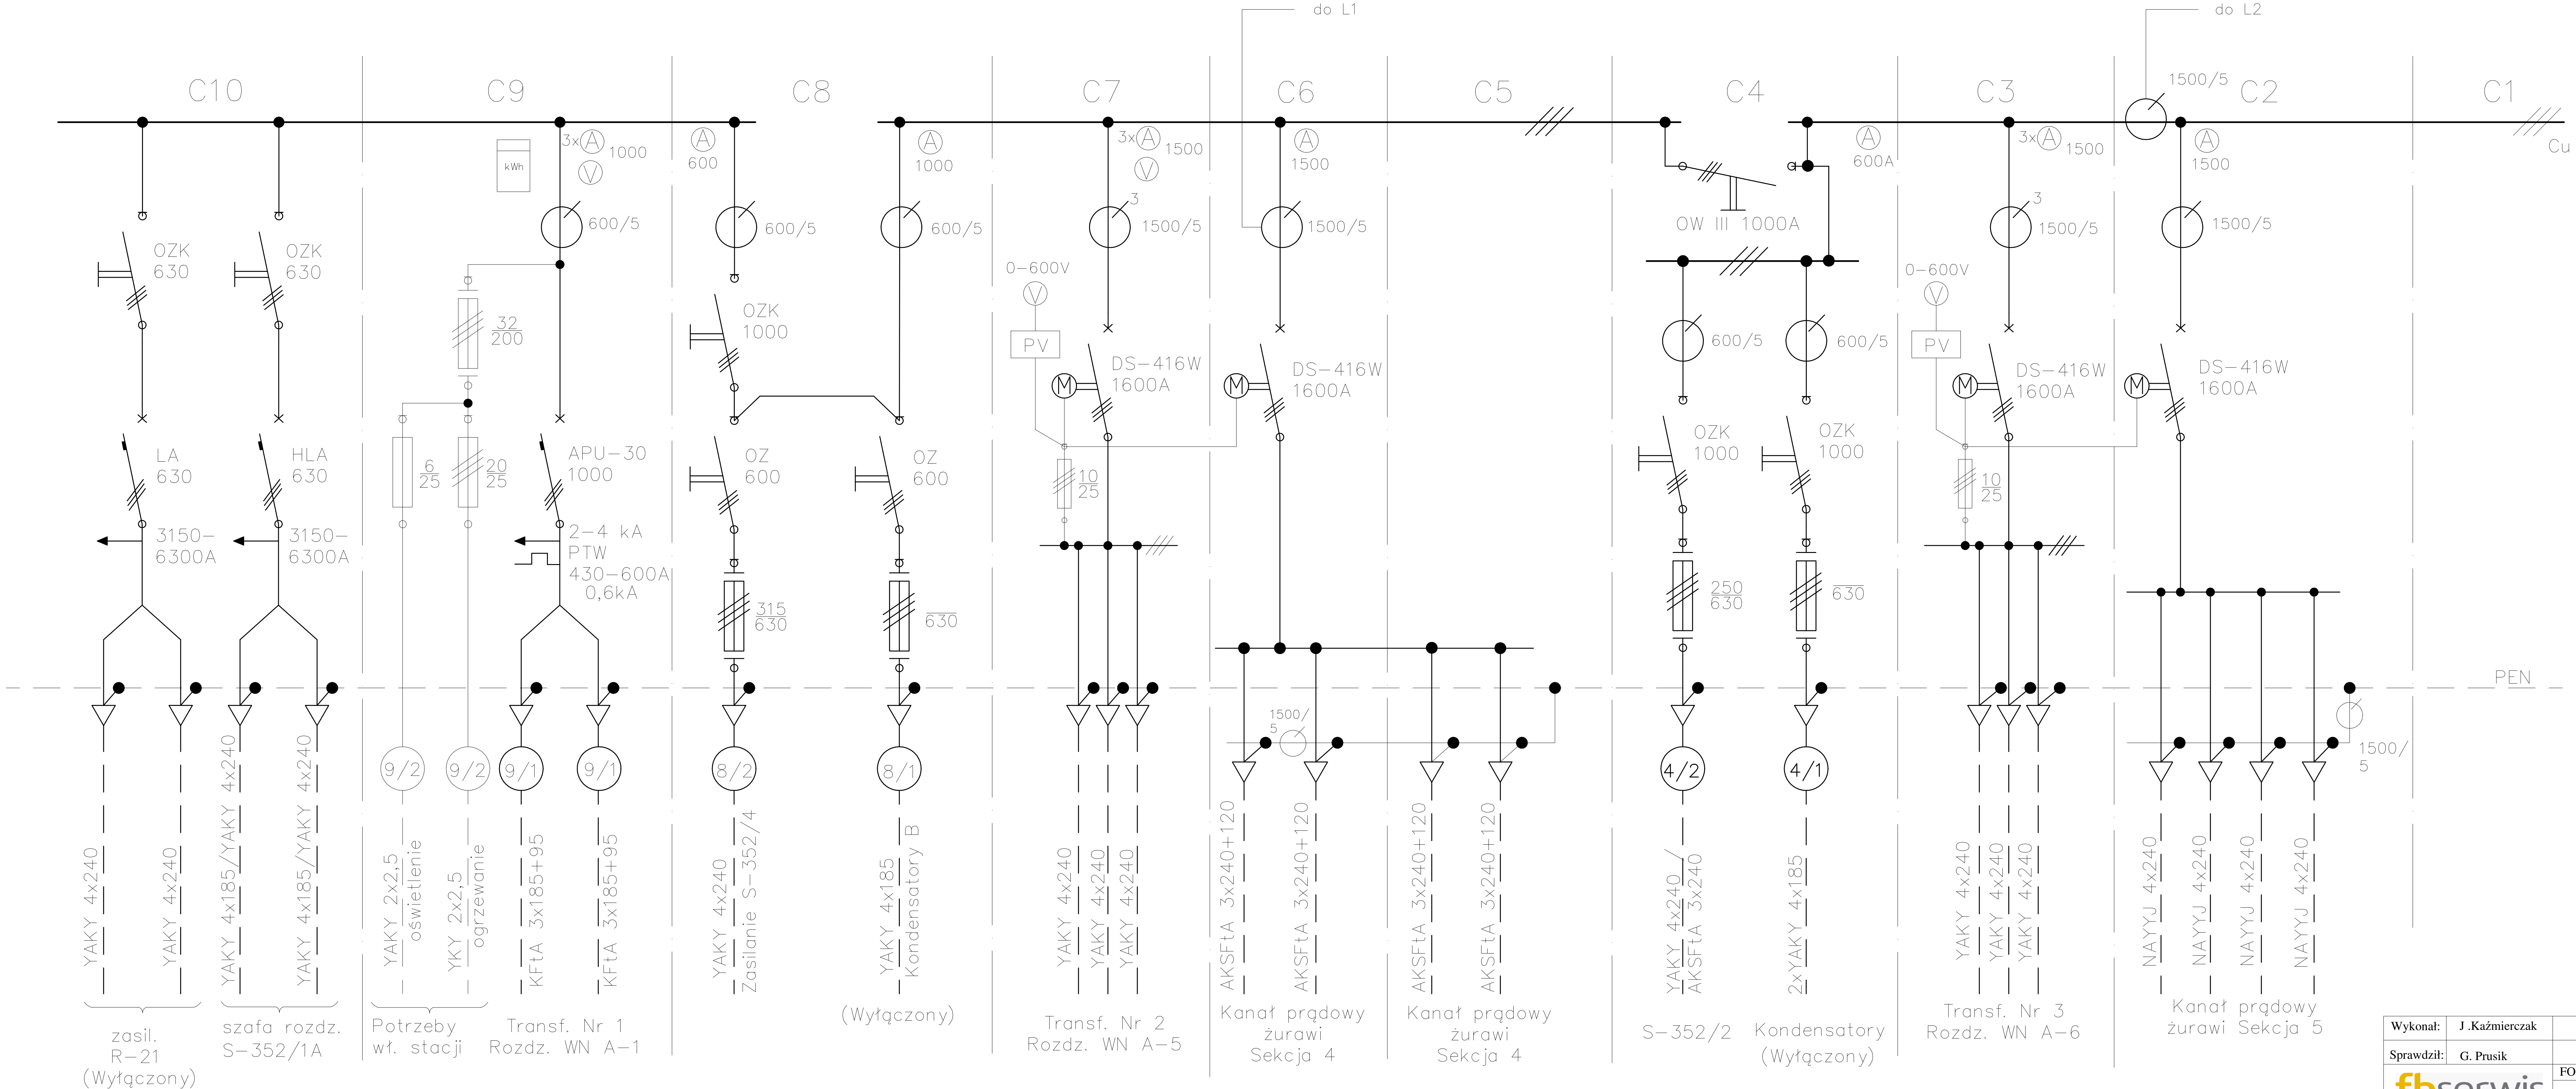 do L1
do L2
C10
C9
C8
C7
C6
C5
C4
C3
C2
C1
1500/5
3xA 1000
V
kWh
A
600
A
1000
3xA 1500
V
A
1500
A
600A
3xA 1500
A
1500
Cu
600/5
600/5
600/5
3
1500/5
1500/5
OW III 1000A
3
1500/5
1500/5
OZK
630
OZK
630
32
200
OZK
1000
0-600V
V
PV
DS-416W
1600A
M
DS-416W
1600A
M
600/5
600/5
0-600V
V
PV
DS-416W
1600A
M
DS-416W
1600A
M
LA
630
HLA
630
6
25
20
25
APU-30
1000
OZ
600
OZ
600
10
25
OZK
1000
OZK
1000
10
25
3150-
6300A
3150-
6300A
2-4 kA
PTW
430-600A
0,6kA
315
630
630
250
630
630
PEN
1500/
5
1500/
5
9/2
9/2
9/1
9/1
8/2
8/1
4/2
4/1
YAKY 4x240
YAKY 4x240
YAKY 4x185/YAKY 4x240
YAKY 4x185/YAKY 4x240
YAKY 2x2,5
oświetlenie
YKY 2x2,5
ogrzewanie
KFtA 3x185+95
KFtA 3x185+95
YAKY 4x240
Zasilanie S-352/4
YAKY 4x185
Kondensatory B
YAKY 4x240
YAKY 4x240
YAKY 4x240
AKSFtA 3x240+120
AKSFtA 3x240+120
AKSFtA 3x240+120
AKSFtA 3x240+120
YAKY 4x240/
AKSFtA 3x240
2xYAKY 4x185
YAKY 4x240
YAKY 4x240
YAKY 4x240
NAYYJ 4x240
NAYYJ 4x240
NAYYJ 4x240
NAYYJ 4x240
zasil.
R-21
(Wyłączony)
szafa rozdz.
S-352/1A
Potrzeby
wł. stacji
Transf. Nr 1
Rozdz. WN A-1
(Wyłączony)
Transf. Nr 2
Rozdz. WN A-5
Kanał prądowy
żurawi
Sekcja 4
Kanał prądowy
żurawi
Sekcja 4
S-352/2
Kondensatory
(Wyłączony)
Transf. Nr 3
Rozdz. WN A-6
Kanał prądowy
żurawi Sekcja 5
Wykonał: J .Kaźmierczak
Sprawdził: G. Prusik
FO
fbserwis